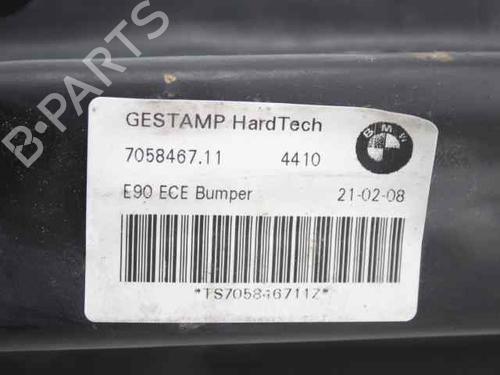 B-PARTS
GESTAMP HardTech
BMW
7058467.11 4410
E90 ECE Bumper 21-02-08
*TS705846711Z*